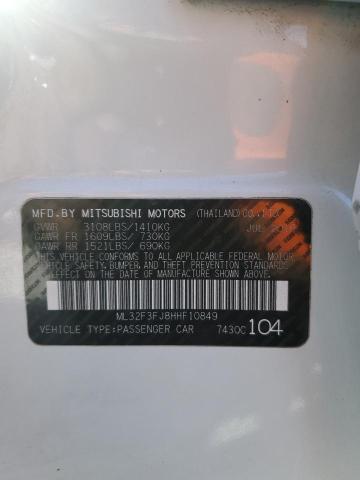 MFD.BY MITSUBISHI MOTORS (THAILAND)CO.,LTD.
GVWR 3108LBS/1410KG JUL 2016
GAWR FR 1609LBS/ 730KG
GAWR RR 1521LBS/ 690KG
THIS VEHICLE CONFORMS TO ALL APPLICABLE
U.S. FEDERAL MOTOR VEHICLE SAFETY, BUMPER, AND THEFT
PREVENTION STANDARDS IN EFFECT ON THE DATE
OF MANUFACTURE SHOWN ABOVE.
ML32F3FJ8HHF10849
VEHICLE TYPE:PASSENGER CAR 7430C 104